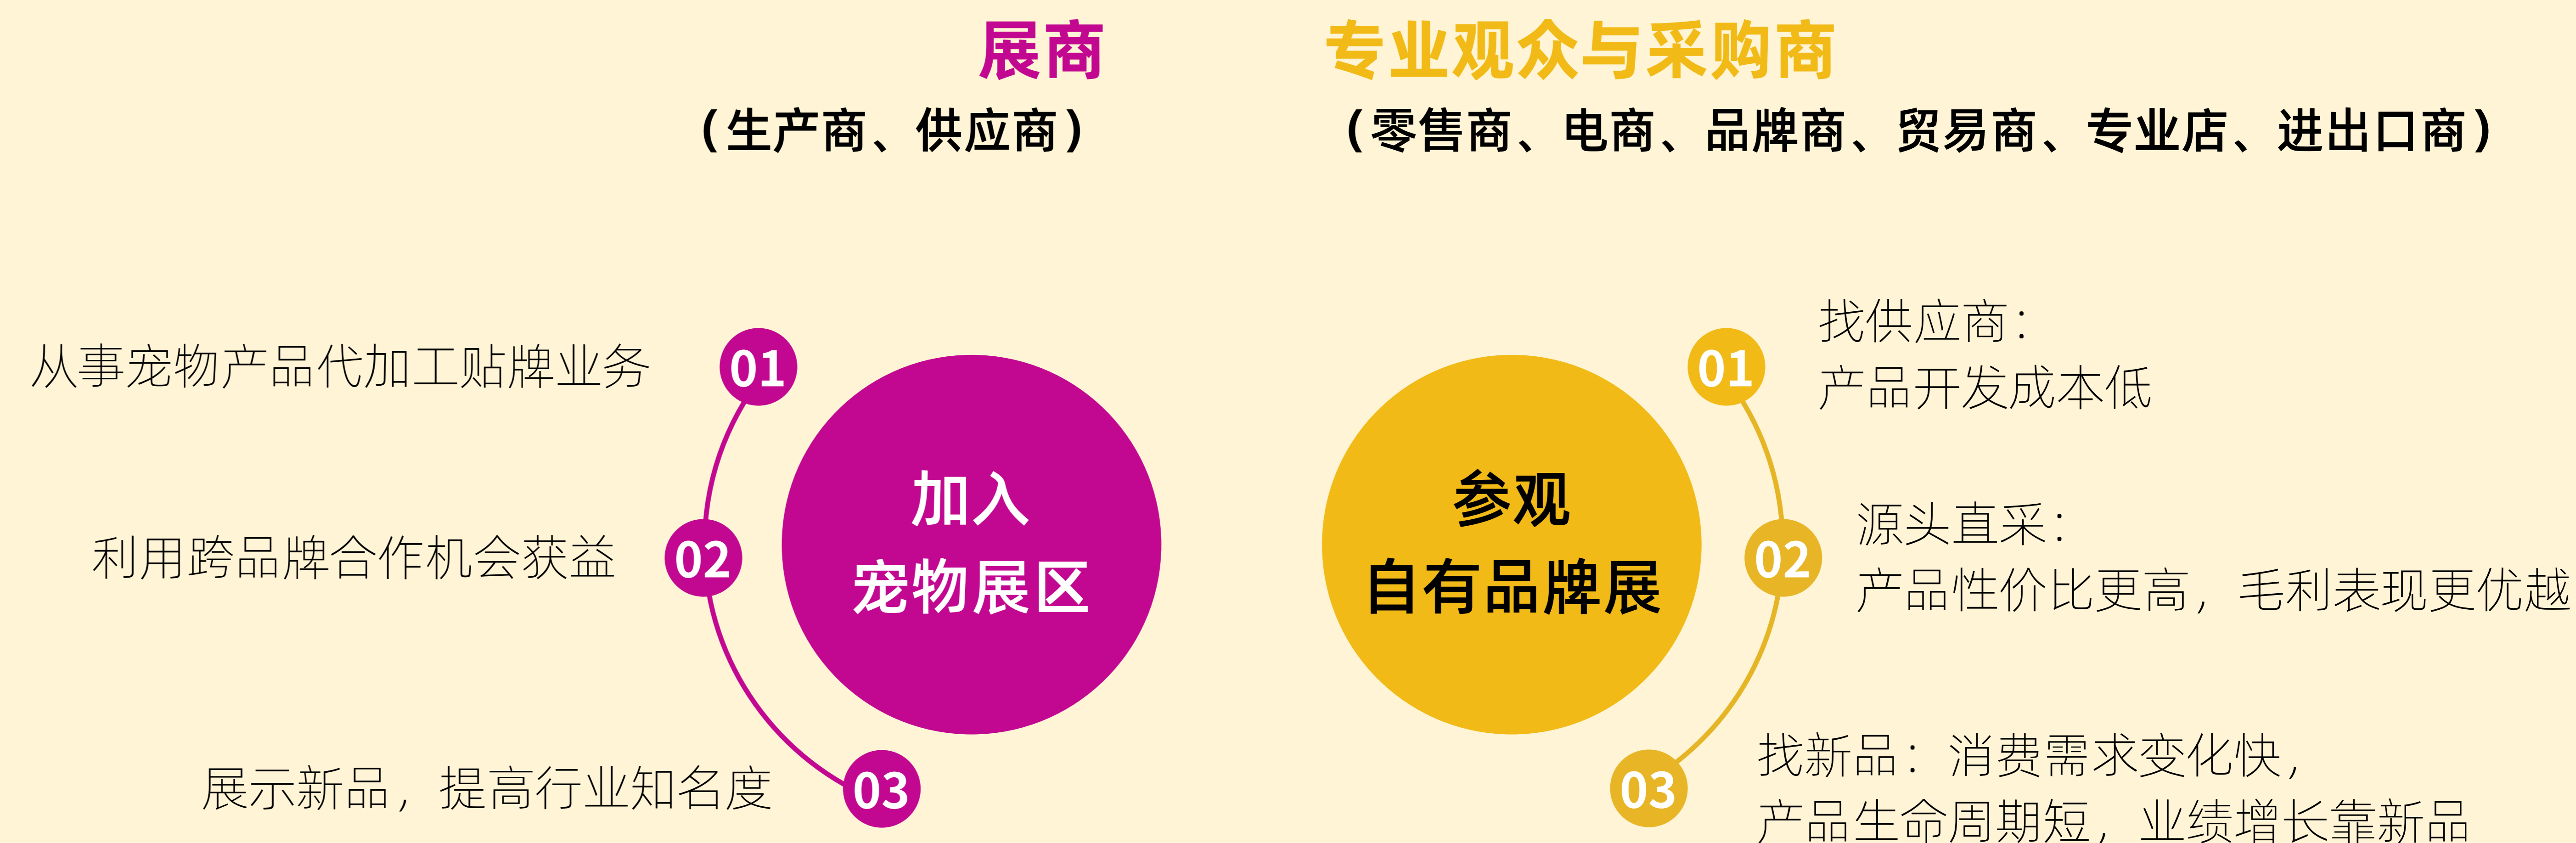 展商
（生产商、供应商）
01
从事宠物产品代加工贴牌业务
02
利用跨品牌合作机会获益
03
展示新品，提高行业知名度
加入
宠物展区
专业观众与采购商
（零售商、电商、品牌商、贸易商、专业店、进出口商）
参观
自有品牌展
01
找供应商：
产品开发成本低
02
源头直采：
产品性价比更高，毛利表现更优越
03
找新品：消费需求变化快，
产品生命周期短，业绩增长靠新品